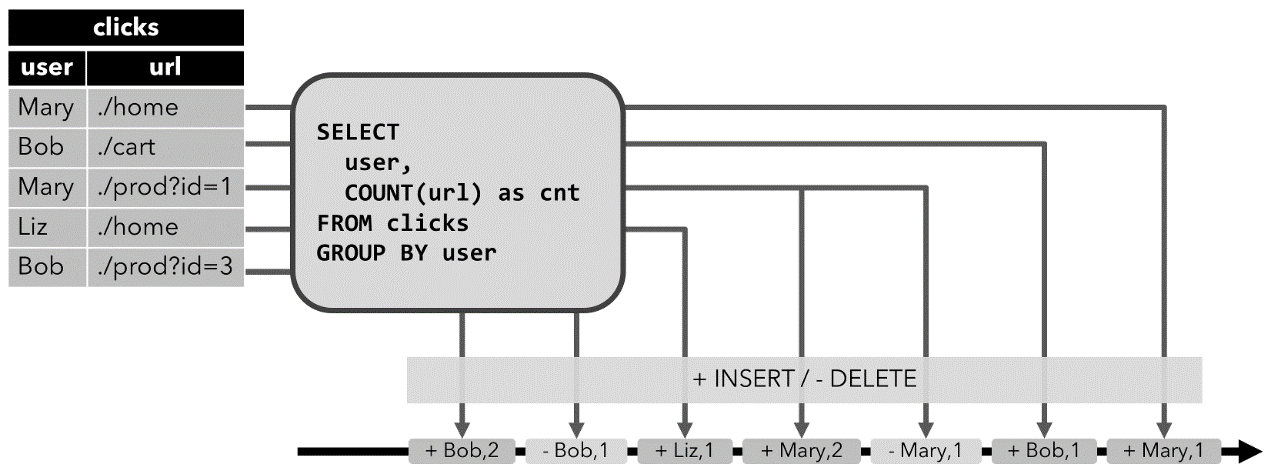 clicks
user url
Mary ./home
Bob ./cart
Mary ./prod?id=1
Liz ./home
Bob ./prod?id=3
SELECT
user,
COUNT(url) as cnt
FROM clicks
GROUP BY user
+ INSERT / - DELETE
+ Bob,2 - Bob,1 + Liz,1 + Mary,2 - Mary,1 + Bob,1 + Mary,1